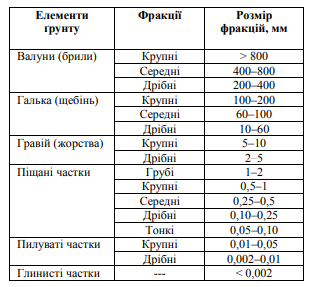 Елементи ґрунту Фракції Розмір фракцій, мм
Валуни (брили) Крупні > 800
Середні 400–800
Дрібні 200–400
Галька (щебінь) Крупні 100–200
Середні 60–100
Дрібні 10–60
Гравій (жорства) Крупні 5–10
Дрібні 2–5
Піщані частки Грубі 1–2
Крупні 0,5–1
Середні 0,25–0,5
Дрібні 0,10–0,25
Тонкі 0,05–0,10
Пилуваті частки Крупні 0,01–0,05
Дрібні 0,002–0,01
Глинисті частки --- < 0,002